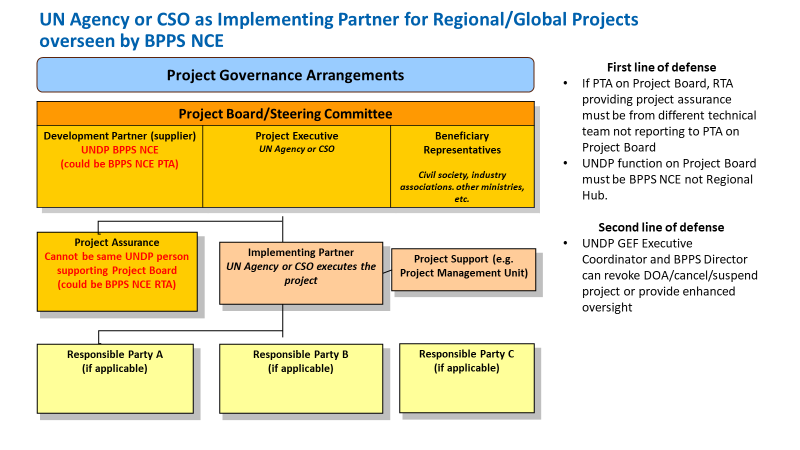 UN Agency or CSO as Implementing Partner for Regional/Global Projects
overseen by BPPS NCE
Project Governance Arrangements
Project Board/Steering Committee
Development Partner (supplier)
UNDP BPPS NCE
(could be BPPS NCE PTA)
Project Executive
UN Agency or CSO
Beneficiary
Representatives
Civil society, industry
associations. other ministries,
etc.
Project Assurance
Cannot be same UNDP person
supporting Project Board
(could be BPPS NCE RTA)
Implementing Partner
UN Agency or CSO executes the
project
Project Support (e.g.
Project Management Unit)
Responsible Party A
(if applicable)
Responsible Party B
(if applicable)
Responsible Party C
(if applicable)
First line of defense
• If PTA on Project Board, RTA
providing project assurance
must be from different technical
team not reporting to PTA on
Project Board
• UNDP function on Project Board
must be BPPS NCE not Regional
Hub.
Second line of defense
• UNDP GEF Executive
Coordinator and BPPS Director
can revoke DOA/cancel/suspend
project or provide enhanced
oversight